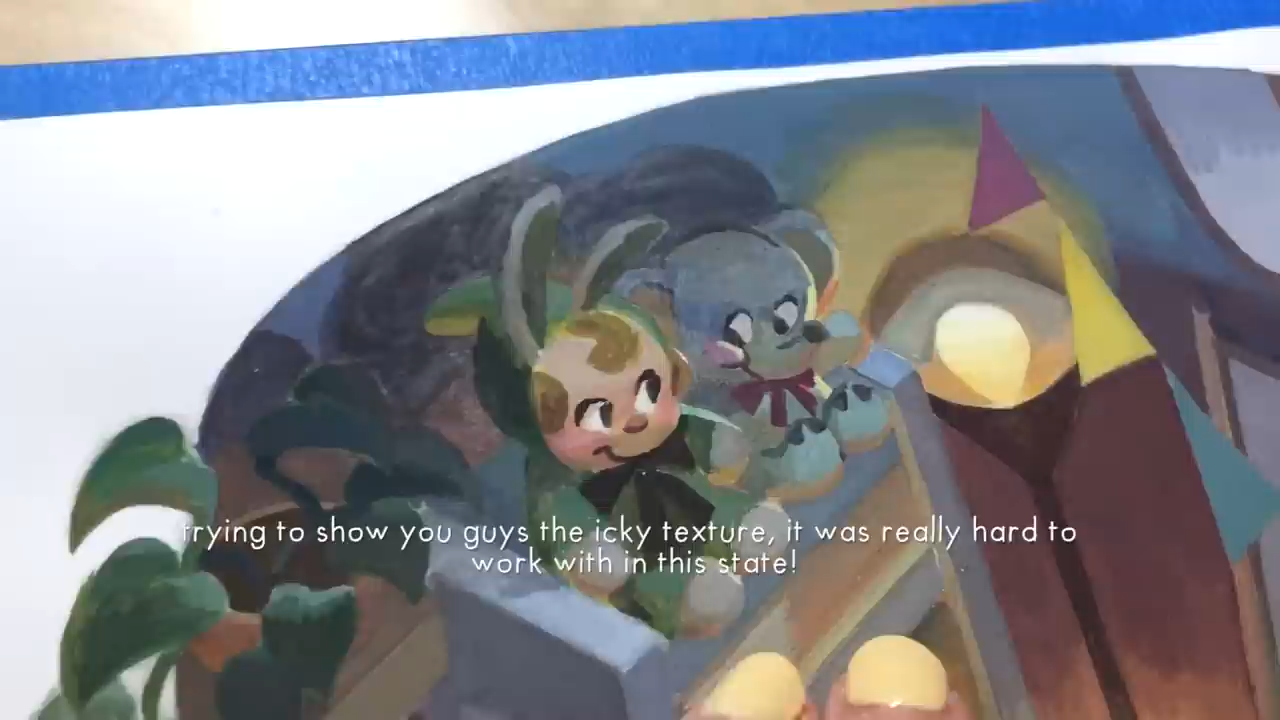 trying to show you guys the icky texture, it was really hard to
work with in this state!